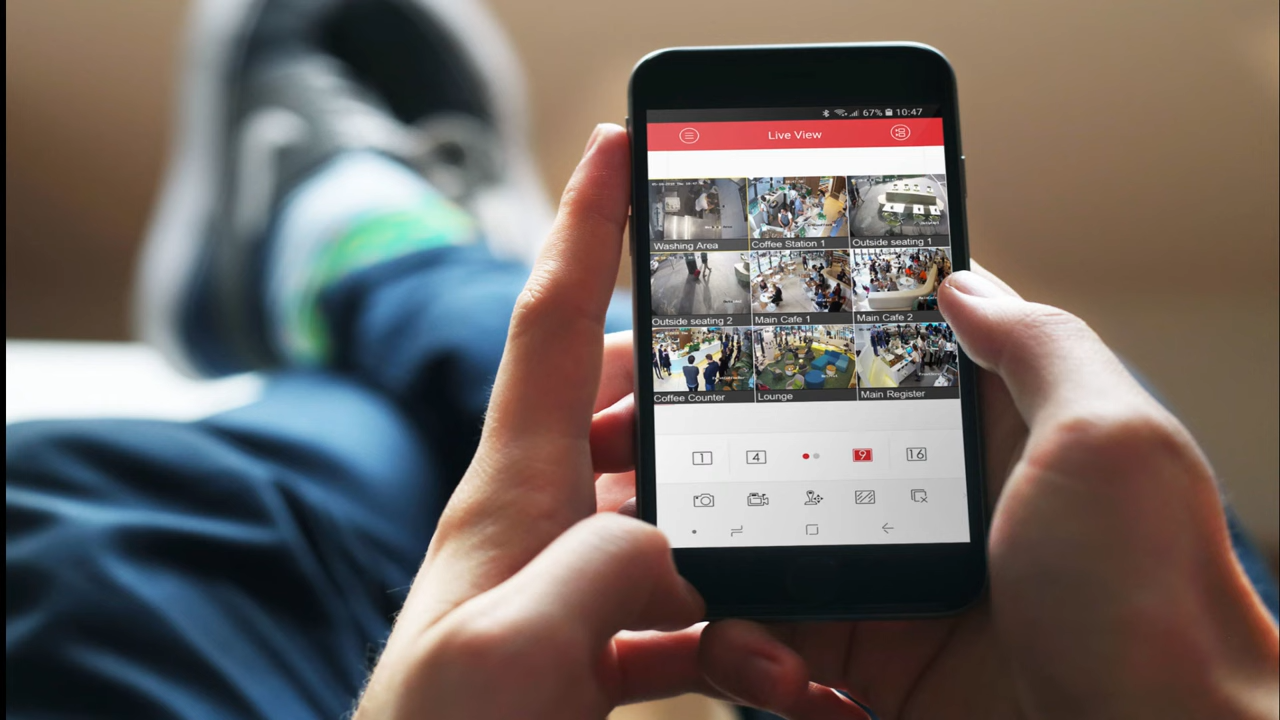 67% 10:47
Live View
Washing Area
Coffee Station 1
Outside seating 1
Outside seating 2
Main Cafe 1
Main Cafe 2
Coffee Counter
Lounge
Main Register
1
4
9
16